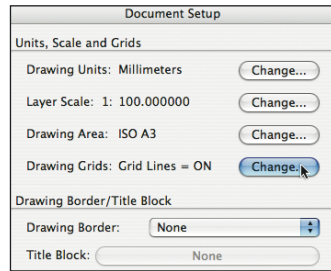 Document Setup
Units, Scale and Grids
Drawing Units: Millimeters Change...
Layer Scale: 1: 100.000000 Change...
Drawing Area: ISO A3 Change...
Drawing Grids: Grid Lines = ON Change...
Drawing Border/Title Block
Drawing Border: None
Title Block: None